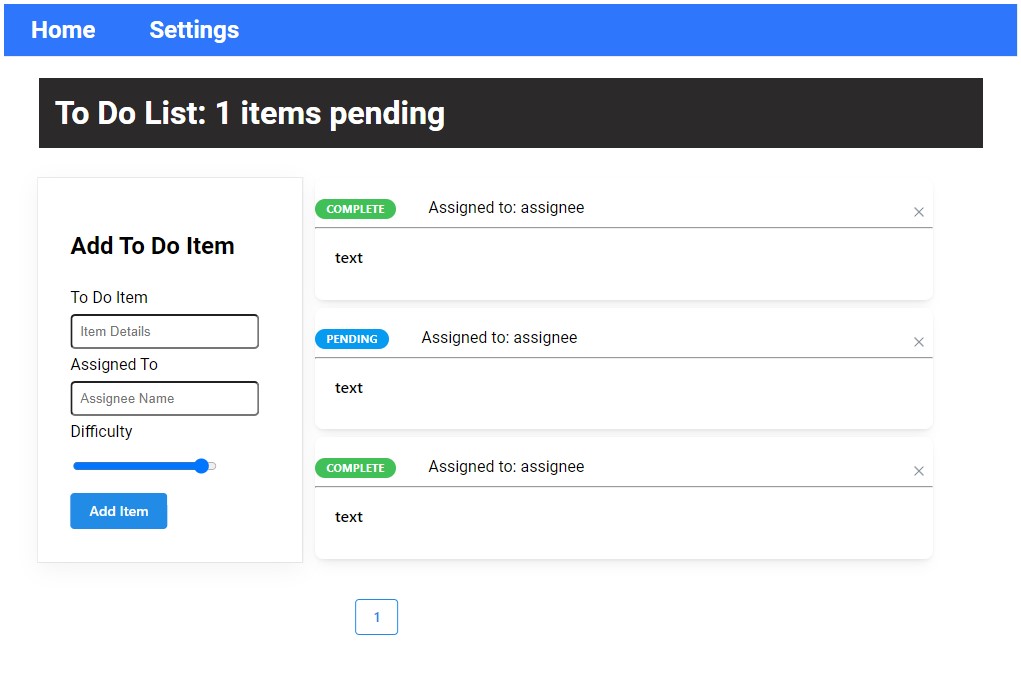 Home Settings
To Do List: 1 items pending
Add To Do Item
To Do Item
Item Details
Assigned To
Assignee Name
Difficulty
Add Item
COMPLETE Assigned to: assignee ×
text
PENDING Assigned to: assignee ×
text
COMPLETE Assigned to: assignee ×
text
1